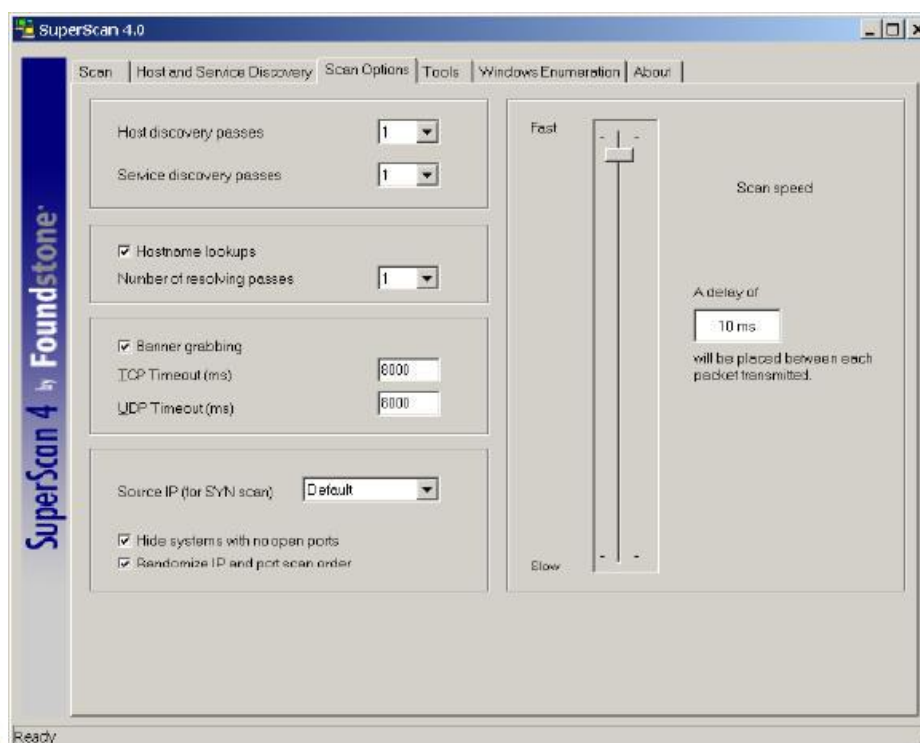 SuperScan 4.0
Scan
Host and Service Discovery
Scan Options
Tools
Windows Enumeration
About
SuperScan 4 by Foundstone
Host discovery passes
1
Service discovery passes
1
Hostname lookups
Number of resolving passes
1
Banner grabbing
TCP Timeout (ms)
8000
UDP Timeout (ms)
8000
Source IP (for SYN scan)
Default
Hide systems with no open ports
Randomize IP and port scan order
Fast
Slow
Scan speed
A delay of
10 ms
will be placed between each
packet transmitted.
Ready